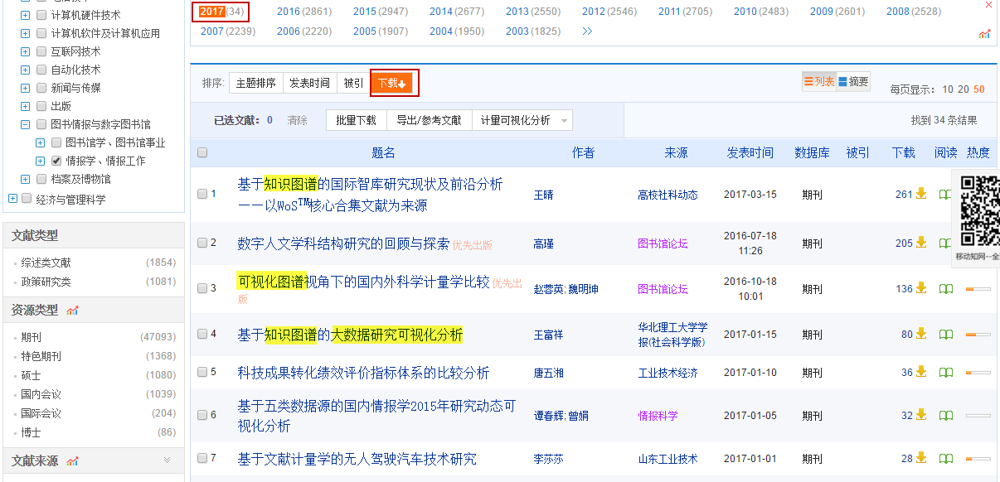 计算机硬件技术
计算机软件及计算机应用
互联网技术
自动化技术
新闻与传媒
出版
图书情报与数字图书馆
图书馆学、图书馆事业
情报学、情报工作
档案及博物馆
经济与管理科学
文献类型
综述类文献 (1854)
政策研究类 (1081)
资源类型
期刊 (47093)
特色期刊 (1368)
硕士 (1080)
国内会议 (1039)
国际会议 (204)
博士 (86)
文献来源
2017(34) 2016(2861) 2015(2947) 2014(2677) 2013(2550) 2012(2546) 2011(2705) 2010(2483) 2009(2601) 2008(2528)
2007(2239) 2006(2220) 2005(1907) 2004(1950) 2003(1825) >>
排序: 主题排序 发表时间 被引 下载 列表 摘要 每页显示: 10 20 50
已选文献: 0 清除 批量下载 导出/参考文献 计量可视化分析 找到 34 条结果
题名 作者 来源 发表时间 数据库 被引 下载 阅读 热度
1 基于知识图谱的国际智库研究现状及前沿分析
——以WoS™核心合集文献为来源 王晴 高校社科动态 2017-03-15 期刊 261
2 数字人文学科结构研究的回顾与探索 优先出版 高瑾 图书馆论坛 2016-07-18
11:26 期刊 205
3 可视化图谱视角下的国内外科学计量学比较 优先出
版 赵蓉英; 魏明坤 图书馆论坛 2016-10-18
10:01 期刊 136
4 基于知识图谱的大数据研究可视化分析 王富祥 华北理工大学学
报(社会科学版) 2017-01-15 期刊 80
5 科技成果转化绩效评价指标体系的比较分析 唐五湘 工业技术经济 2017-01-10 期刊 36
6 基于五类数据源的国内情报学2015年研究动态可
视化分析 谭春辉; 曾娟 情报科学 2017-01-05 期刊 32
7 基于文献计量学的无人驾驶汽车技术研究 李莎莎 山东工业技术 2017-01-01 期刊 28
移动知网--全